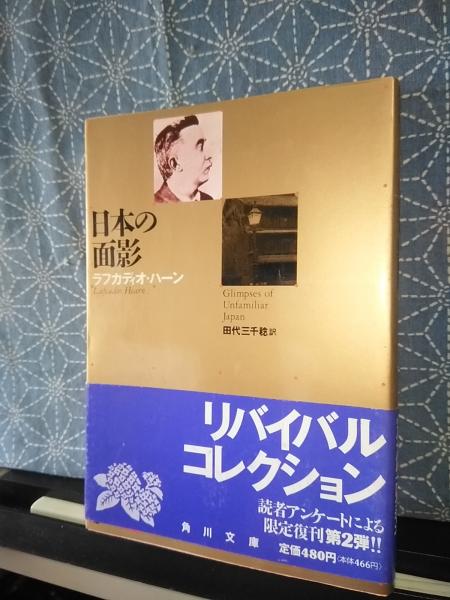 日本の
面影
ラフカディオ・ハーン
Lafcadio Hearn
Glimpses of
Unfamiliar
Japan
田代三千稔訳
リバイバル
コレクション
読者アンケートによる
限定復刊第2弾!!
角川文庫
定価480円〈本体466円〉